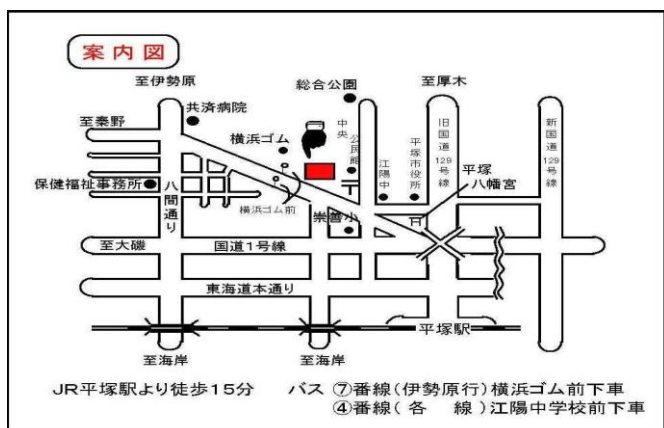 案内図
至伊勢原
総合公園
至厚木
共済病院
至秦野
横浜ゴム
中央公民館
江陽中
平塚市役所
旧国道129号線
新国道129号線
平塚八幡宮
保健福祉事務所
八間通り
横浜ゴム前
崇善小
至大磯
国道1号線
東海道本通り
平塚駅
至海岸
至海岸
JR平塚駅より徒歩15分
バス ⑦番線(伊勢原行)横浜ゴム前下車
④番線(各 線)江陽中学校前下車